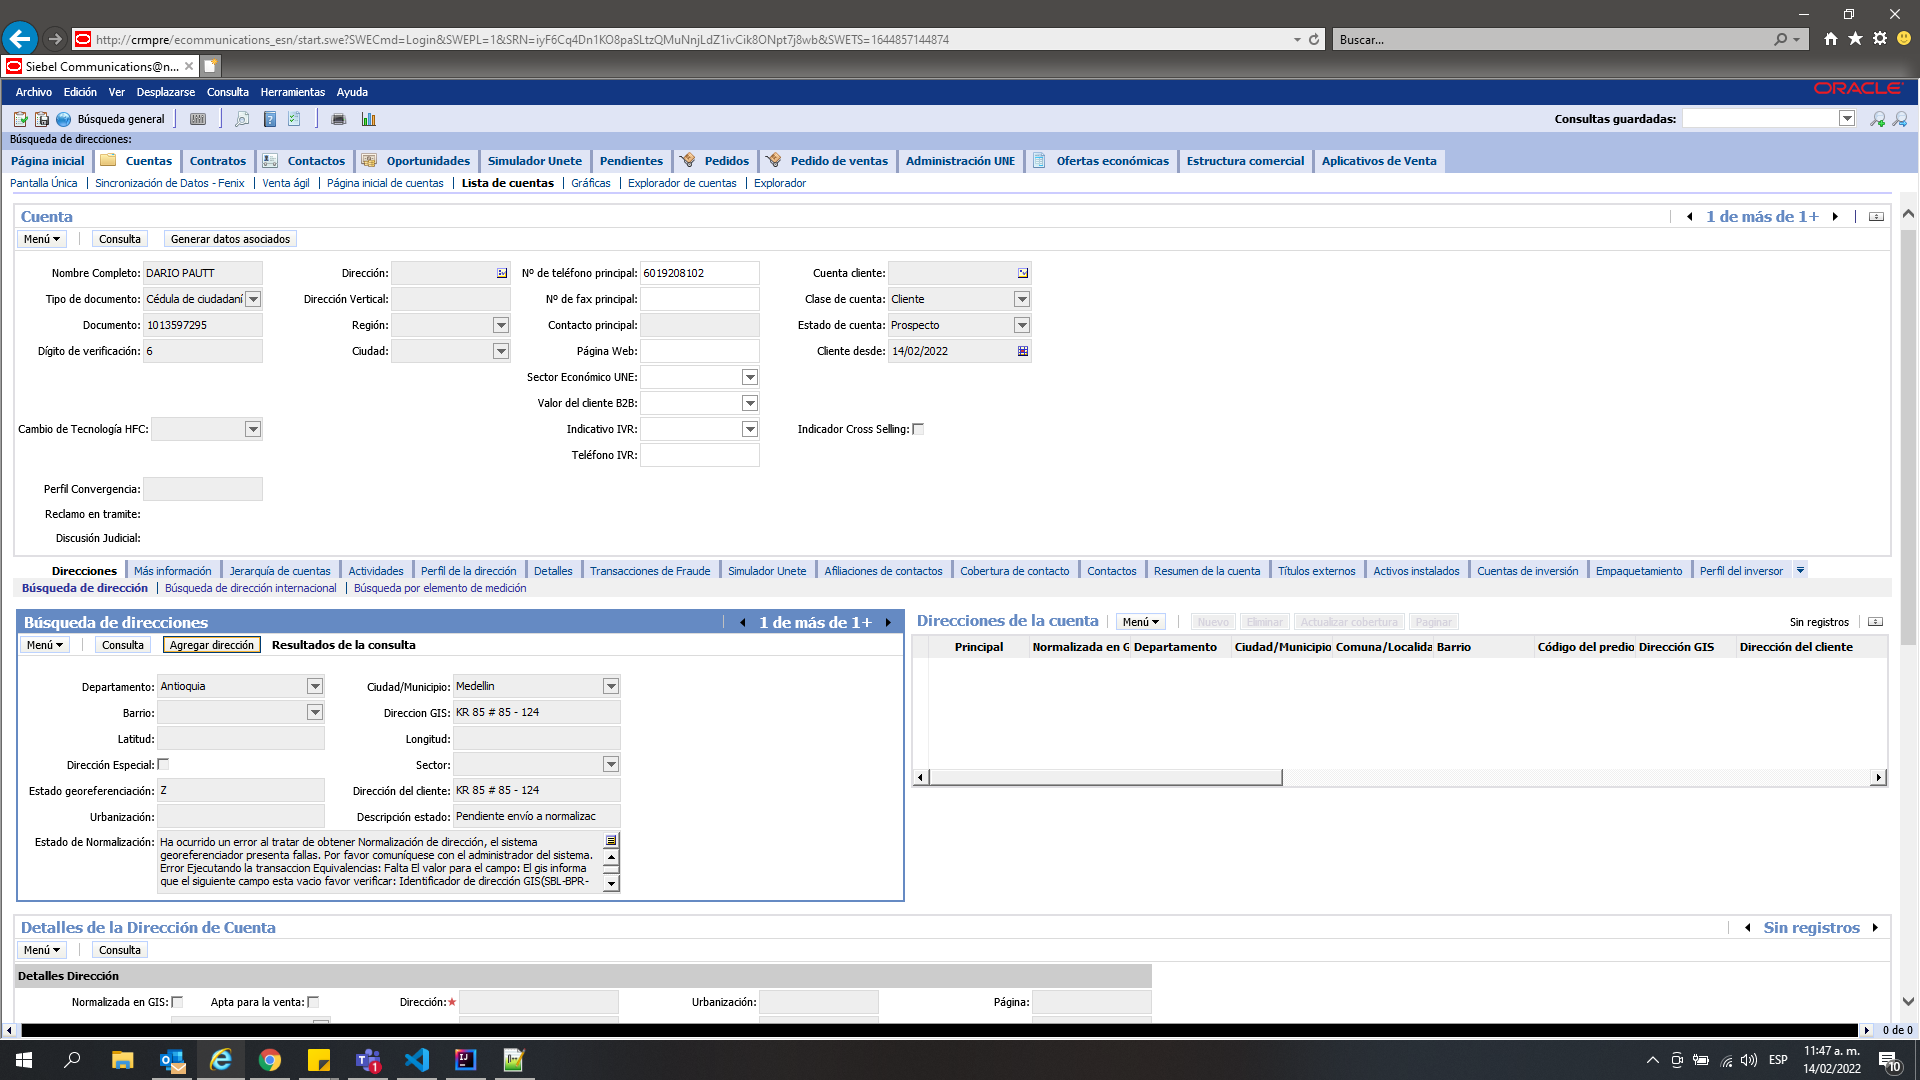 http://crmpre/ecommunications_esn/start.swe?SWECmd=Login&SWEPL=1&SRN=iyF6Cq4Dn1KO8paSLtzQMuNnjLdZ1ivCik8ONpt7j8wb&SWETS=1644857144874
Buscar...
Siebel Communications@n...
Archivo Edición Ver Desplazarse Consulta Herramientas Ayuda
ORACLE
Búsqueda general
Consultas guardadas:
Búsqueda de direcciones:
Página inicial Cuentas Contratos Contactos Oportunidades Simulador Unete Pendientes Pedidos Pedido de ventas Administración UNE Ofertas económicas Estructura comercial Aplicativos de Venta
Pantalla Única Sincronización de Datos - Fenix Venta ágil Página inicial de cuentas Lista de cuentas Gráficas Explorador de cuentas Explorador
Cuenta
1 de más de 1+
Menú Consulta Generar datos asociados
Nombre Completo: DARIO PAUTT Dirección: Nº de teléfono principal: 6019208102 Cuenta cliente:
Tipo de documento: Cédula de ciudadaní Dirección Vertical: Nº de fax principal: Clase de cuenta: Cliente
Documento: 1013597295 Región: Contacto principal: Estado de cuenta: Prospecto
Dígito de verificación: 6 Ciudad: Página Web: Cliente desde: 14/02/2022
Sector Económico UNE:
Valor del cliente B2B:
Cambio de Tecnología HFC: Indicativo IVR: Indicador Cross Selling:
Teléfono IVR:
Perfil Convergencia:
Reclamo en tramite:
Discusión Judicial:
Direcciones Más información Jerarquía de cuentas Actividades Perfil de la dirección Detalles Transacciones de Fraude Simulador Unete Afiliaciones de contactos Cobertura de contacto Contactos Resumen de la cuenta Títulos externos Activos instalados Cuentas de inversión Empaquetamiento Perfil del inversor
Búsqueda de dirección Búsqueda de dirección internacional Búsqueda por elemento de medición
Búsqueda de direcciones 1 de más de 1+
Menú Consulta Agregar dirección Resultados de la consulta
Departamento: Antioquia Ciudad/Municipio: Medellin
Barrio: Direccion GIS: KR 85 # 85 - 124
Latitud: Longitud:
Dirección Especial: Sector:
Estado georeferenciación: Z Dirección del cliente: KR 85 # 85 - 124
Urbanización: Descripción estado: Pendiente envío a normalizac
Estado de Normalización: Ha ocurrido un error al tratar de obtener Normalización de dirección, el sistema
georeferenciador presenta fallas. Por favor comuníquese con el administrador del sistema.
Error Ejecutando la transaccion Equivalencias: Falta El valor para el campo: El gis informa
que el siguiente campo esta vacio favor verificar: Identificador de dirección GIS(SBL-BPR-
Direcciones de la cuenta Menú Nuevo Eliminar Actualizar cobertura Paginar Sin registros
Principal Normalizada en G Departamento Ciudad/Municipio Comuna/Localida Barrio Código del predio Dirección GIS Dirección del cliente
Detalles de la Dirección de Cuenta
Sin registros
Menú Consulta
Detalles Dirección
Normalizada en GIS: Apta para la venta: Dirección:* Urbanización: Página:
0 de 0
1
ESP
11:47 a. m.
14/02/2022
10